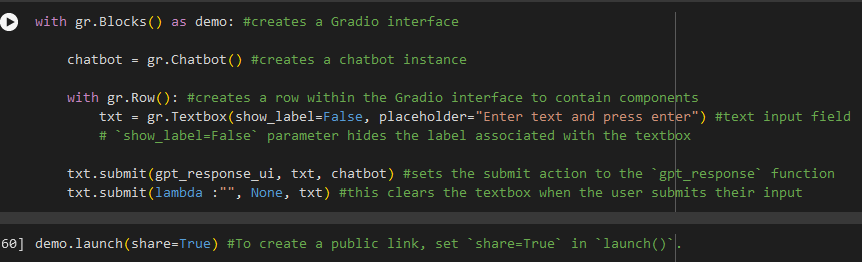 with gr.Blocks() as demo: #creates a Gradio interface
chatbot = gr.Chatbot() #creates a chatbot instance
with gr.Row(): #creates a row within the Gradio interface to contain components
txt = gr.Textbox(show_label=False, placeholder="Enter text and press enter") #text input field
# `show_label=False` parameter hides the label associated with the textbox
txt.submit(gpt_response_ui, txt, chatbot) #sets the submit action to the `gpt_response` function
txt.submit(lambda :"", None, txt) #this clears the textbox when the user submits their input
60] demo.launch(share=True) #To create a public link, set `share=True` in `launch()`.